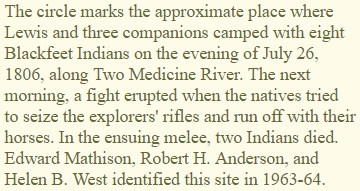 The circle marks the approximate place where
Lewis and three companions camped with eight
Blackfeet Indians on the evening of July 26,
1806, along Two Medicine River. The next
morning, a fight erupted when the natives tried
to seize the explorers' rifles and run off with their
horses. In the ensuing melee, two Indians died.
Edward Mathison, Robert H. Anderson, and
Helen B. West identified this site in 1963-64.